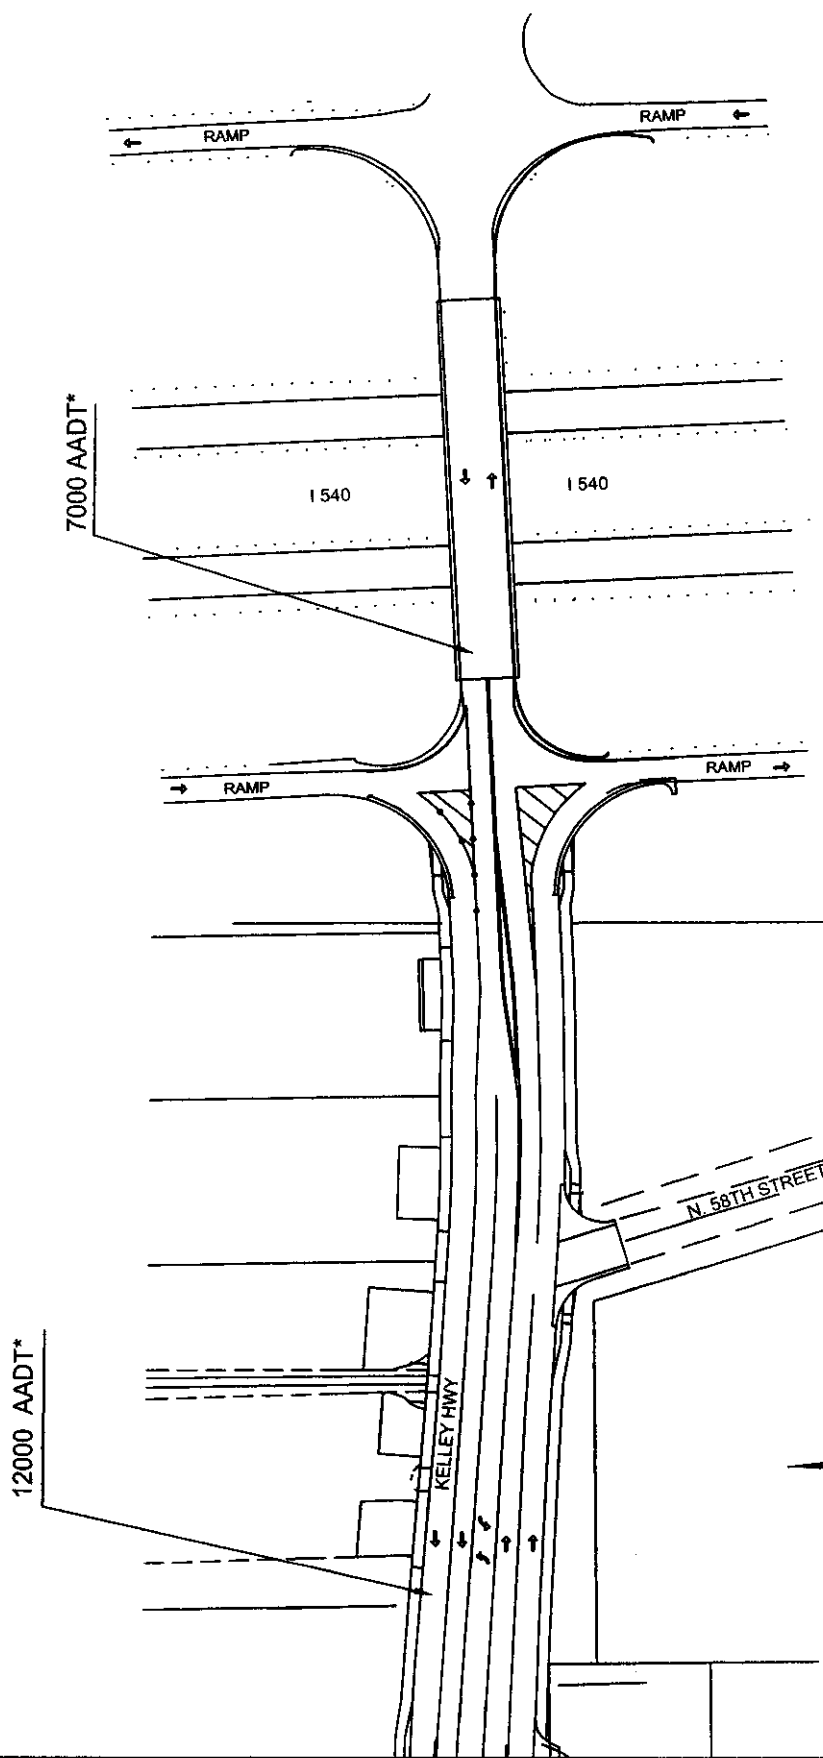 RAMP
RAMP
7000 AADT*
I 540
I 540
RAMP
RAMP
N. 58TH STREET
12000 AADT*
KELLEY HWY